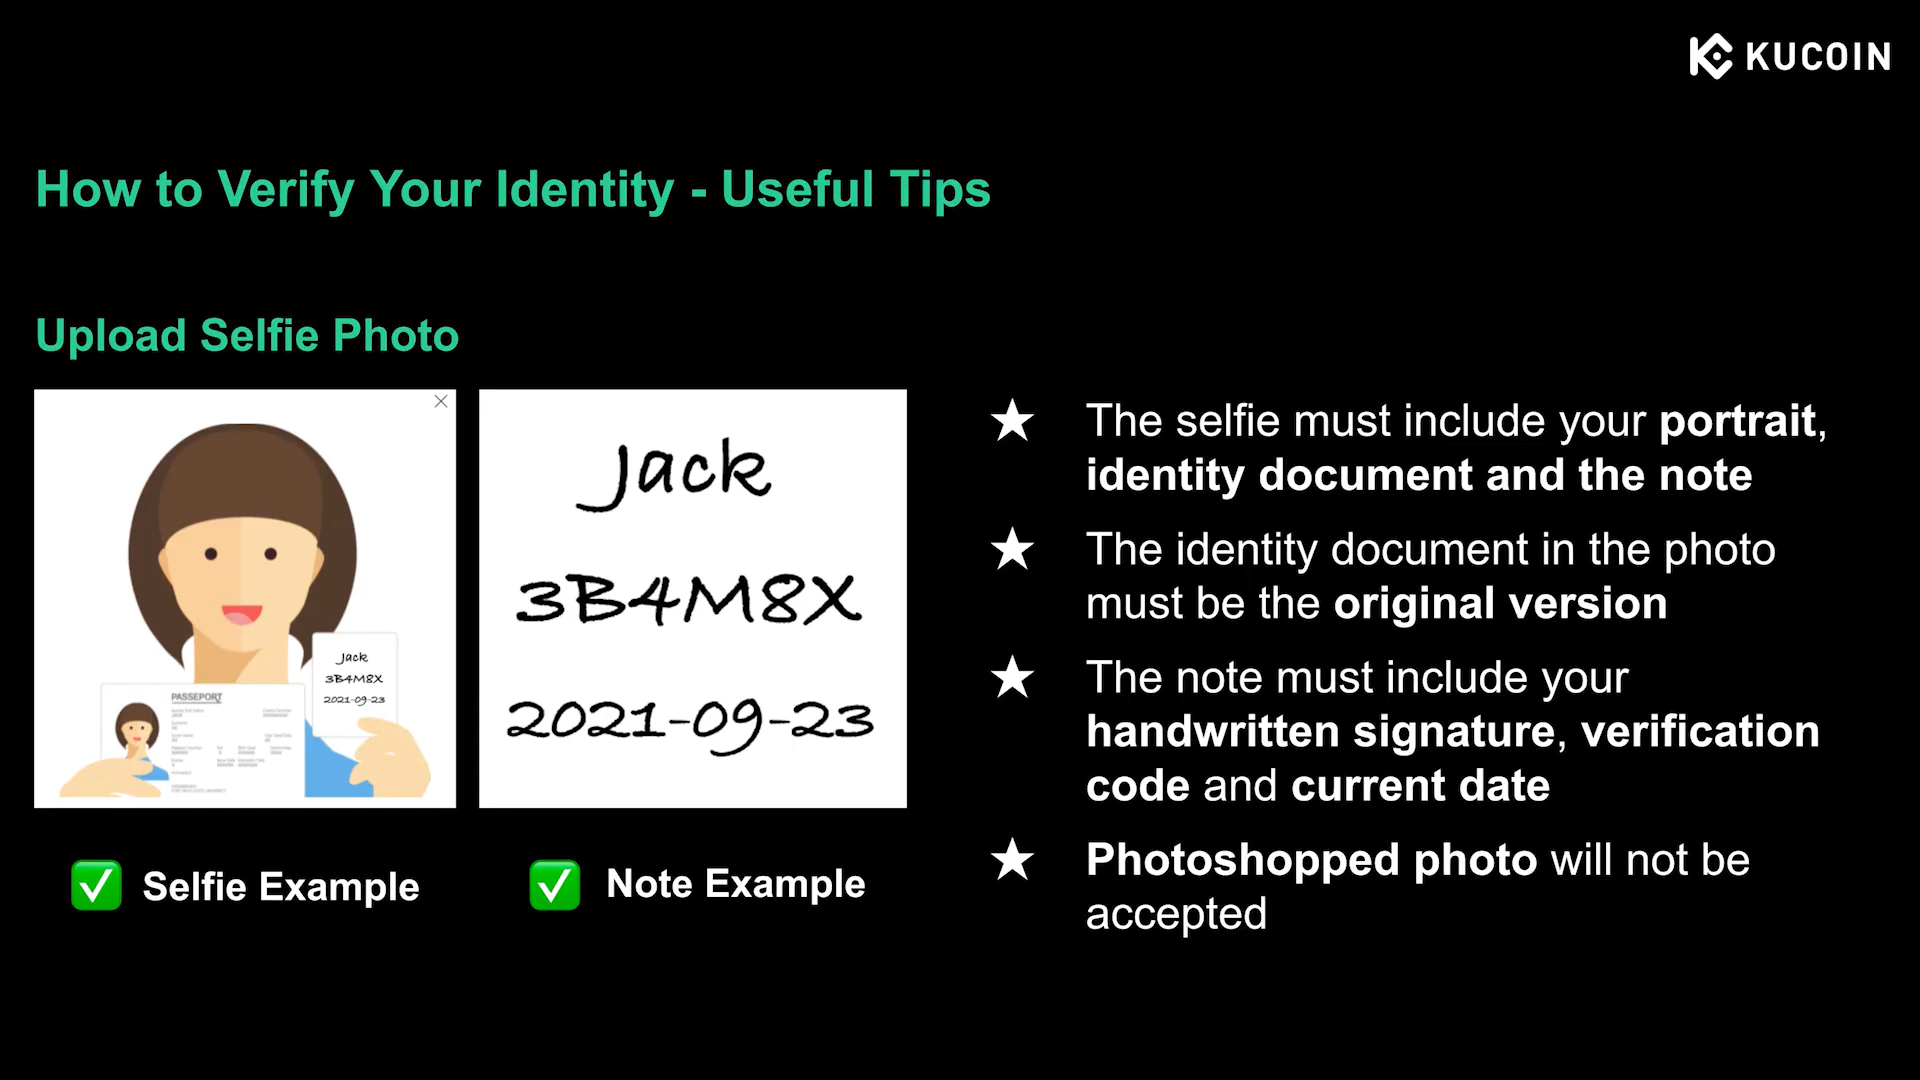 KUCOIN
How to Verify Your Identity - Useful Tips
Upload Selfie Photo
Jack
3B4M8X
2021-09-23
PASSEPORT
Jack
3B4M8X
2021-09-23
Selfie Example
Note Example
The selfie must include your portrait,
identity document and the note
The identity document in the photo
must be the original version
The note must include your
handwritten signature, verification
code and current date
Photoshopped photo will not be
accepted